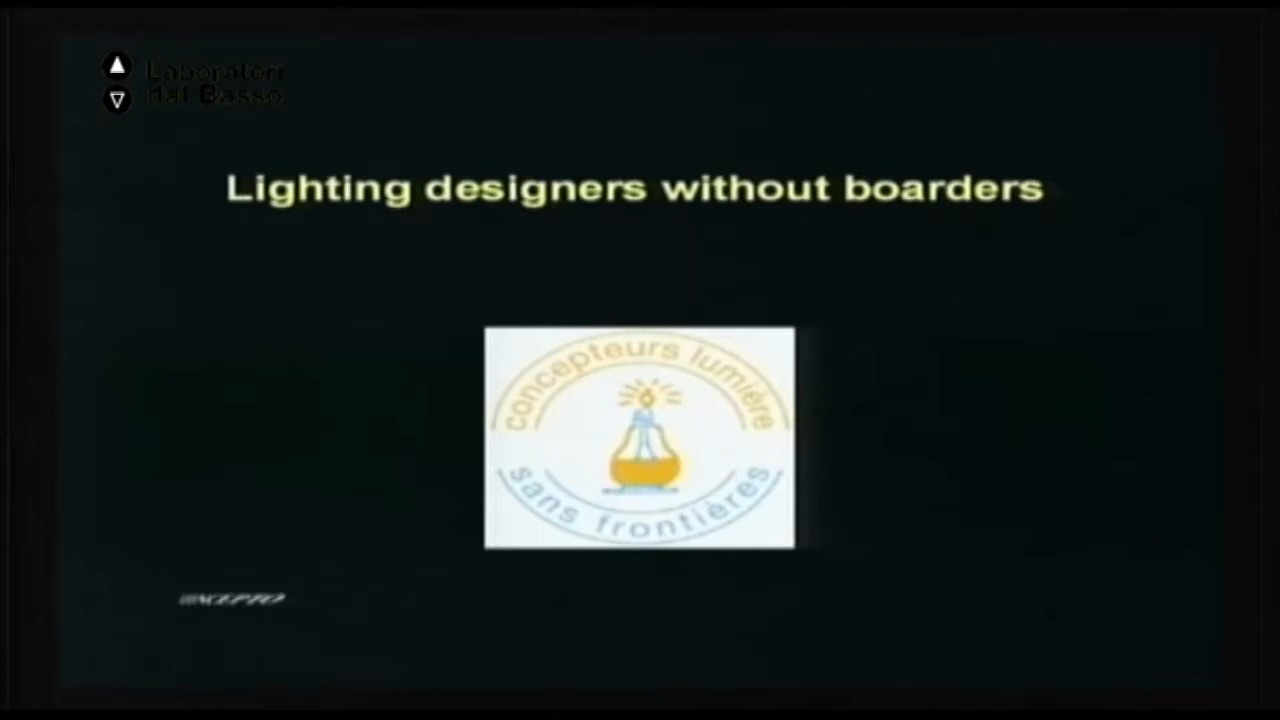 Laboratori
dal Basso
Lighting designers without boarders
concepteurs lumière
sans frontières